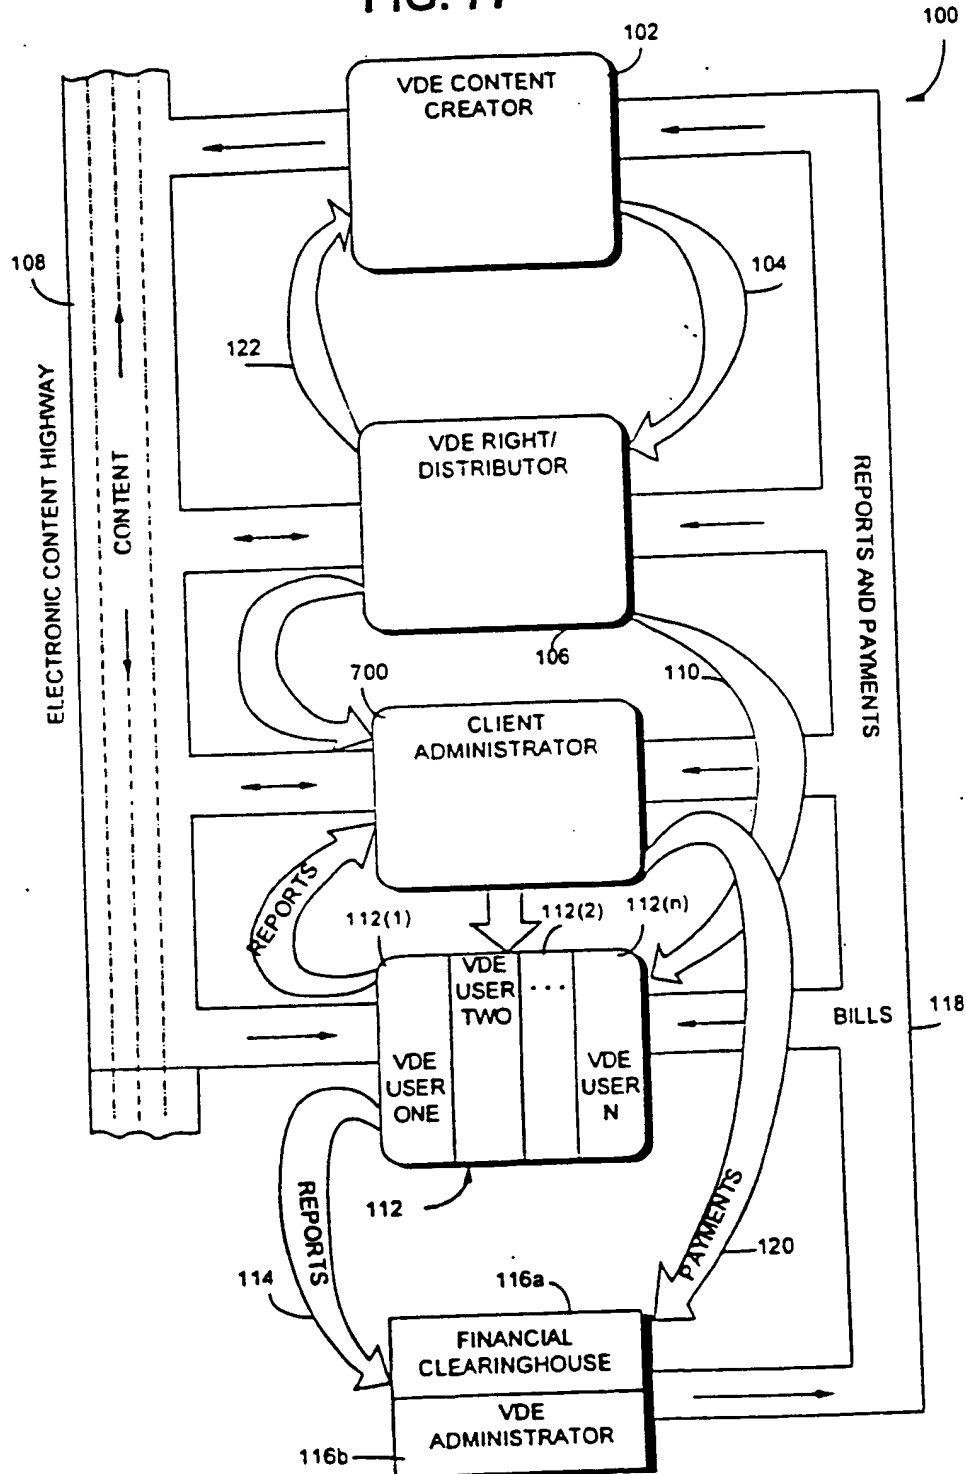 FIG. 77
100
102
VDE CONTENT
CREATOR
108
104
122
ELECTRONIC CONTENT HIGHWAY
CONTENT
VDE RIGHT/
DISTRIBUTOR
REPORTS AND PAYMENTS
106
110
700
CLIENT
ADMINISTRATOR
REPORTS
112(1)
112(2)
112(n)
VDE
USER
TWO
...
VDE
USER
ONE
VDE
USER
N
BILLS
118
112
REPORTS
PAYMENTS
114
120
116a
FINANCIAL
CLEARINGHOUSE
VDE
ADMINISTRATOR
116b